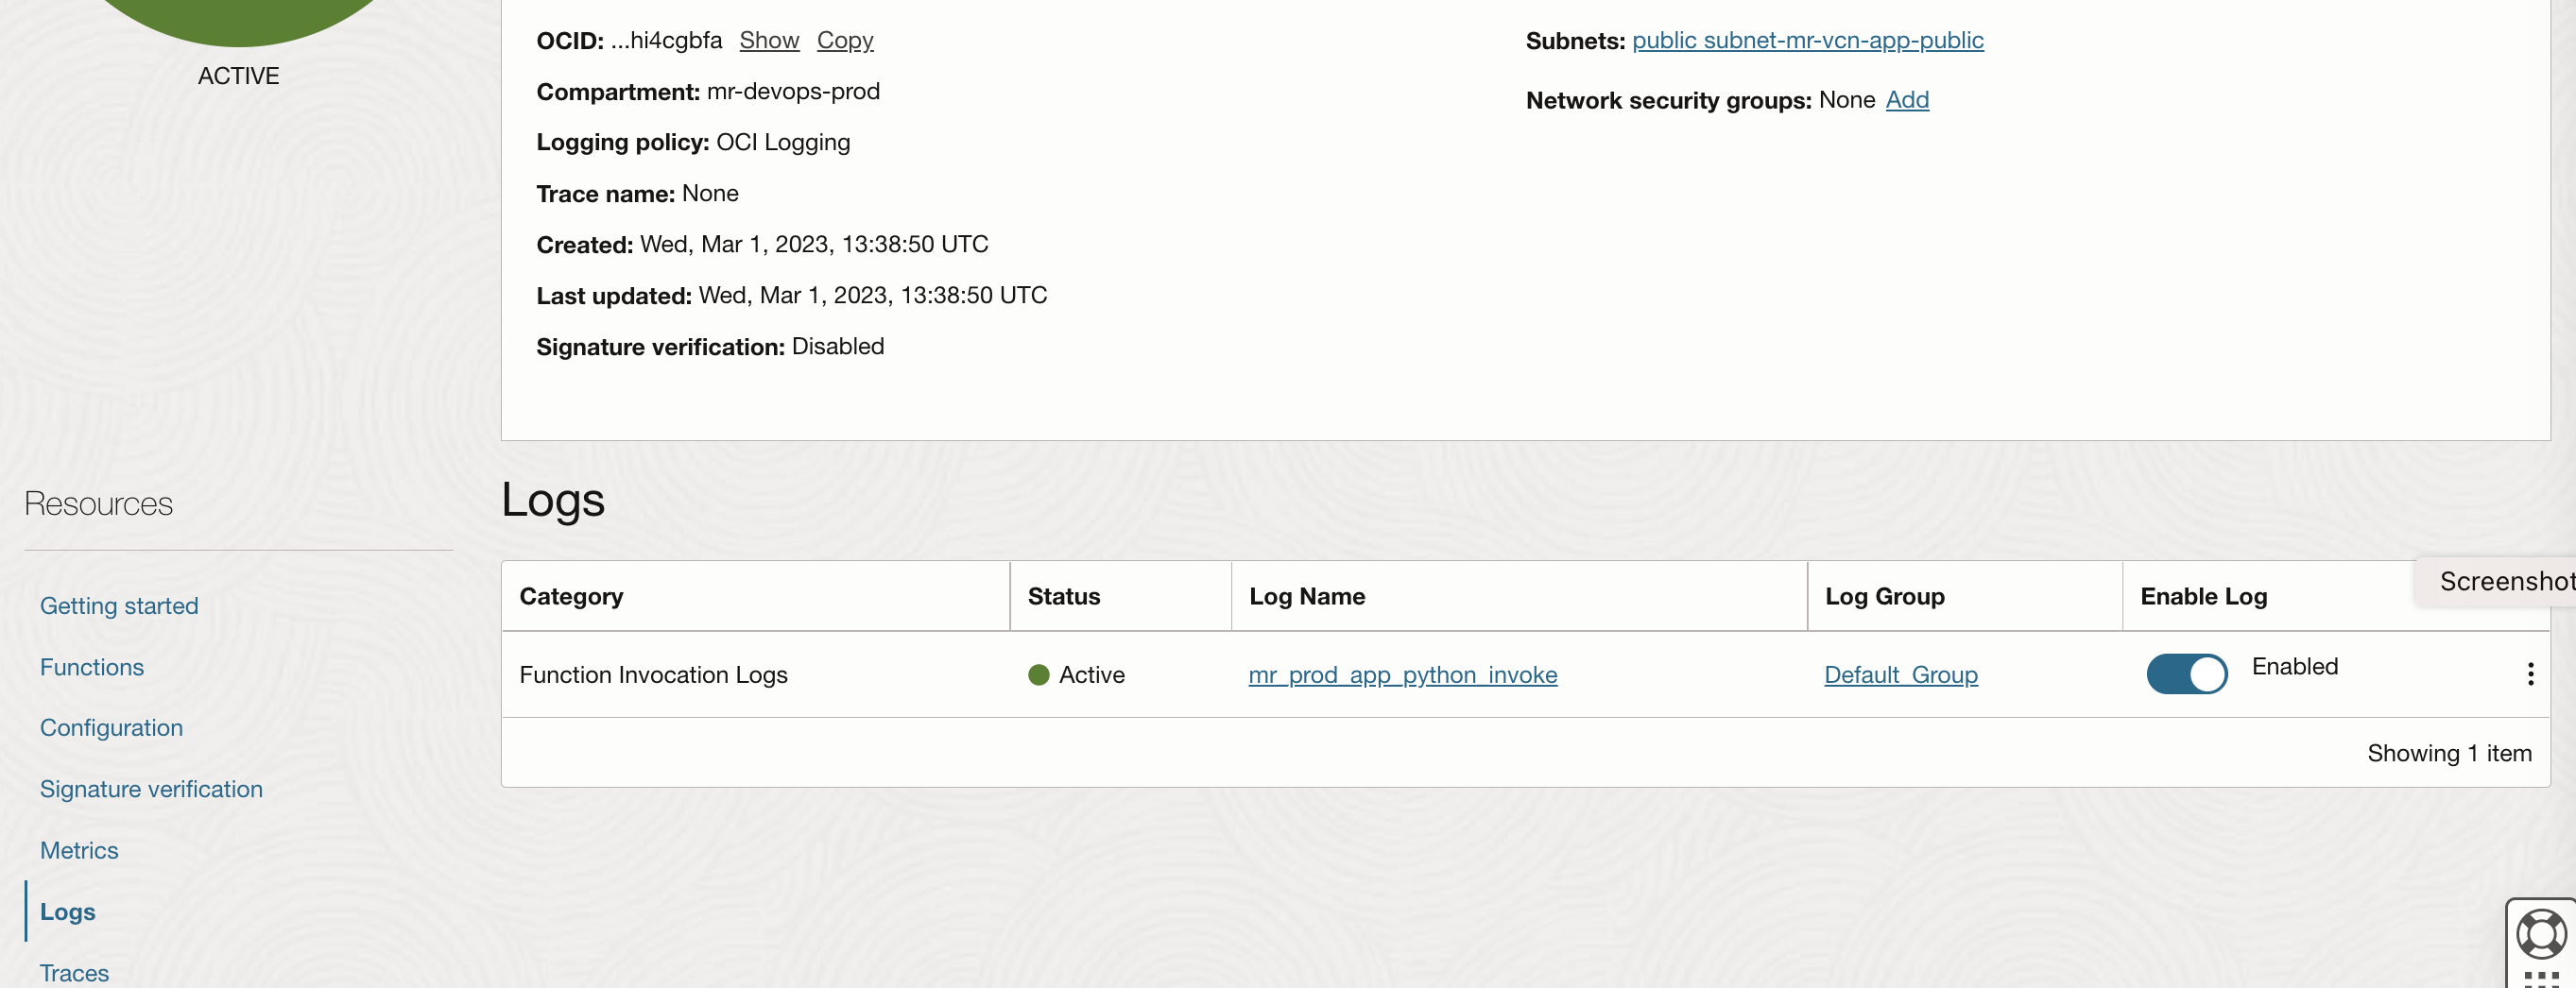 ACTIVE
OCID: ...hi4cgbfa Show Copy
Compartment: mr-devops-prod
Logging policy: OCI Logging
Trace name: None
Created: Wed, Mar 1, 2023, 13:38:50 UTC
Last updated: Wed, Mar 1, 2023, 13:38:50 UTC
Signature verification: Disabled
Subnets: public subnet-mr-vcn-app-public
Network security groups: None Add
Resources
Getting started
Functions
Configuration
Signature verification
Metrics
Logs
Traces
Logs
Category Status Log Name Log Group Enable Log
Screenshot
Function Invocation Logs Active mr_prod_app_python_invoke Default_Group Enabled
Showing 1 item